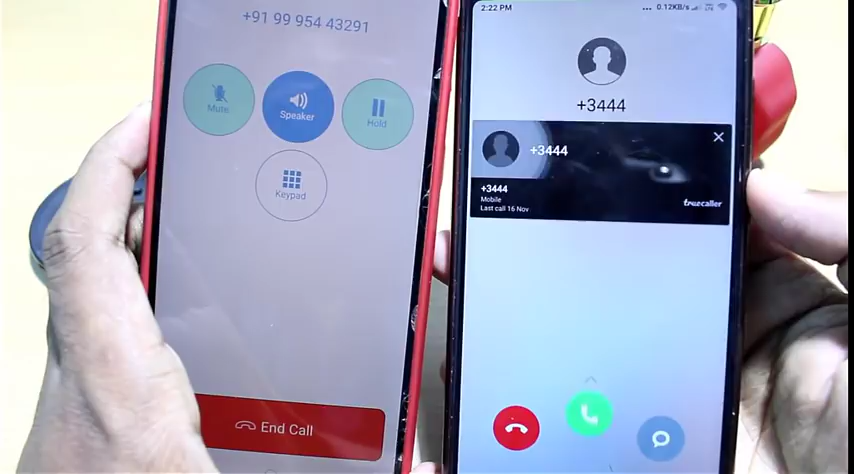 +91 99 954 43291
Mute
Speaker
Hold
Keypad
End Call
2:22 PM
... 0.12KB/s
+3444
+3444
+3444
Mobile
Last call 16 Nov
truecaller